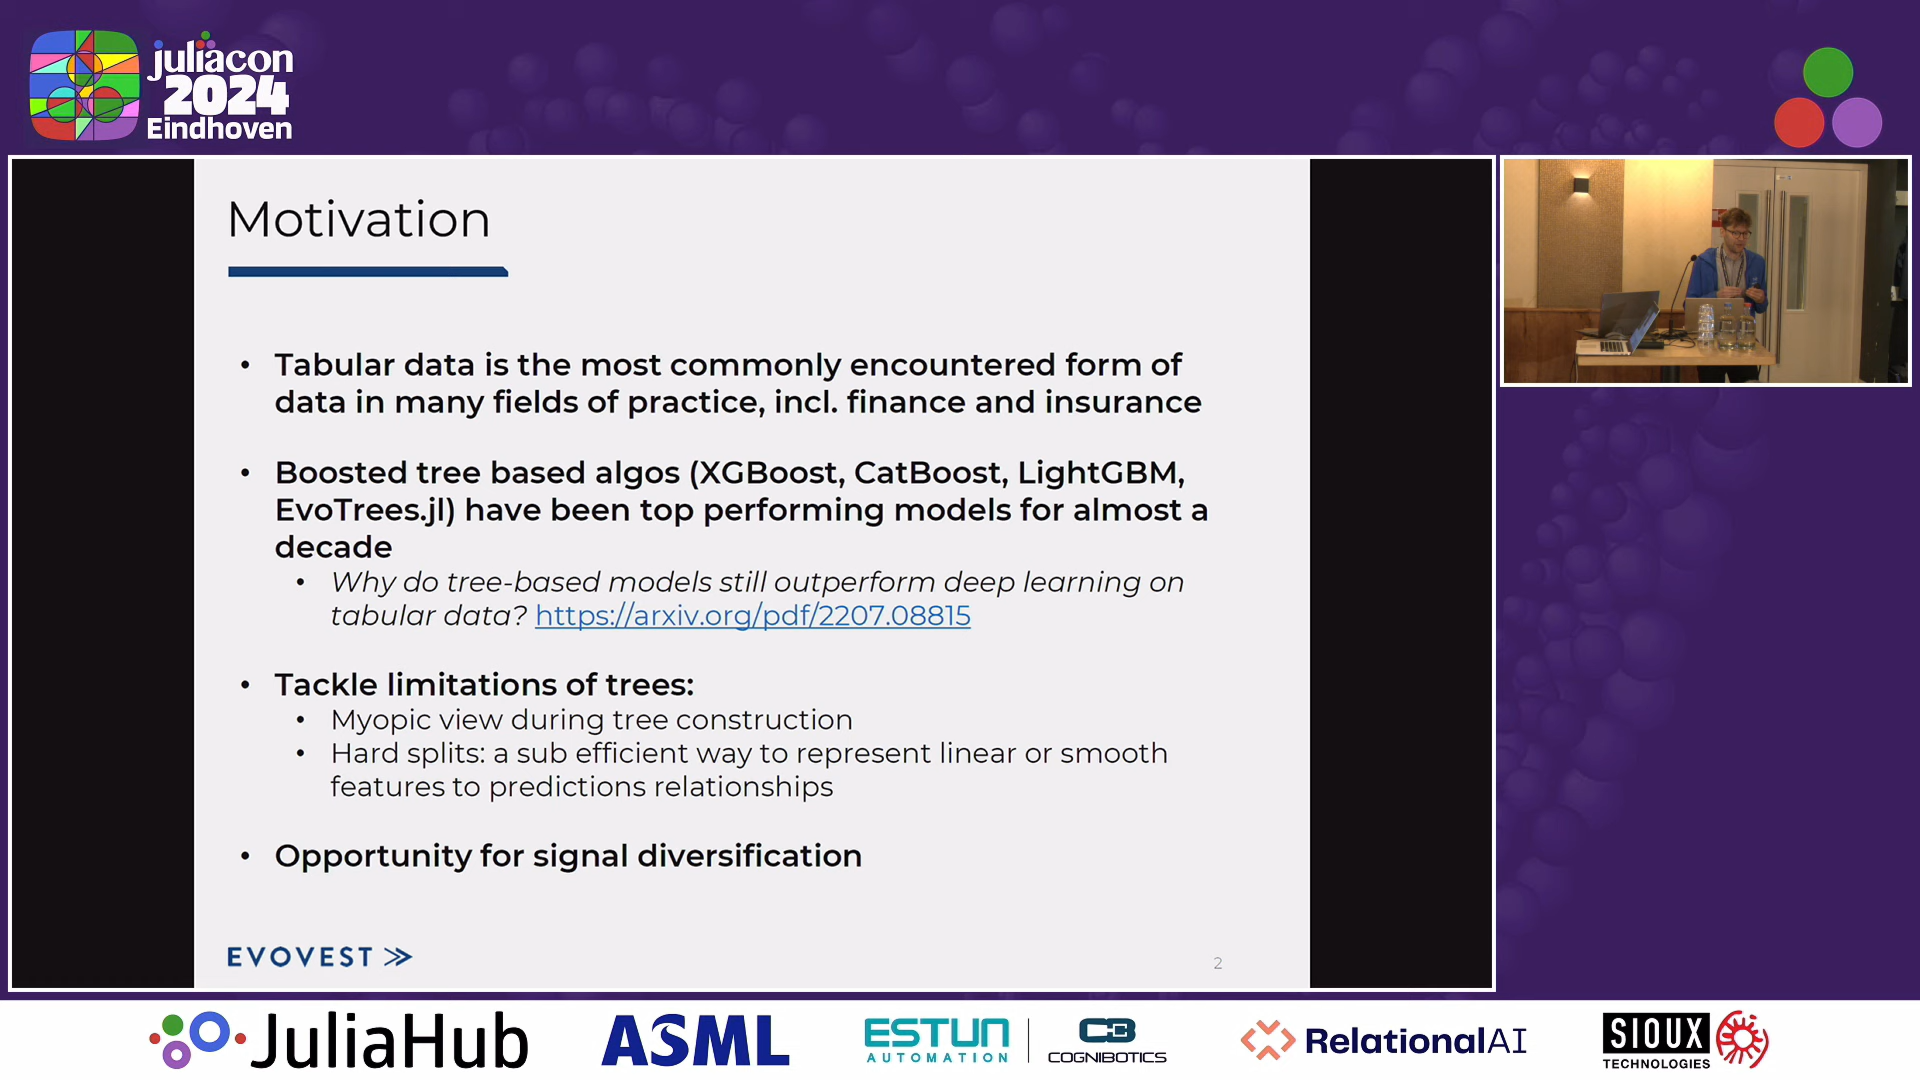 juliacon
2024
Eindhoven
Motivation
• Tabular data is the most commonly encountered form of
data in many fields of practice, incl. finance and insurance
• Boosted tree based algos (XGBoost, CatBoost, LightGBM,
EvoTrees.jl) have been top performing models for almost a
decade
• Why do tree-based models still outperform deep learning on
tabular data? https://arxiv.org/pdf/2207.08815
• Tackle limitations of trees:
• Myopic view during tree construction
• Hard splits: a sub efficient way to represent linear or smooth
features to predictions relationships
• Opportunity for signal diversification
EVOVEST
2
JuliaHub
ASML
ESTUN
AUTOMATION
COGNIBOTICS
RelationalAI
SIOUX
TECHNOLOGIES